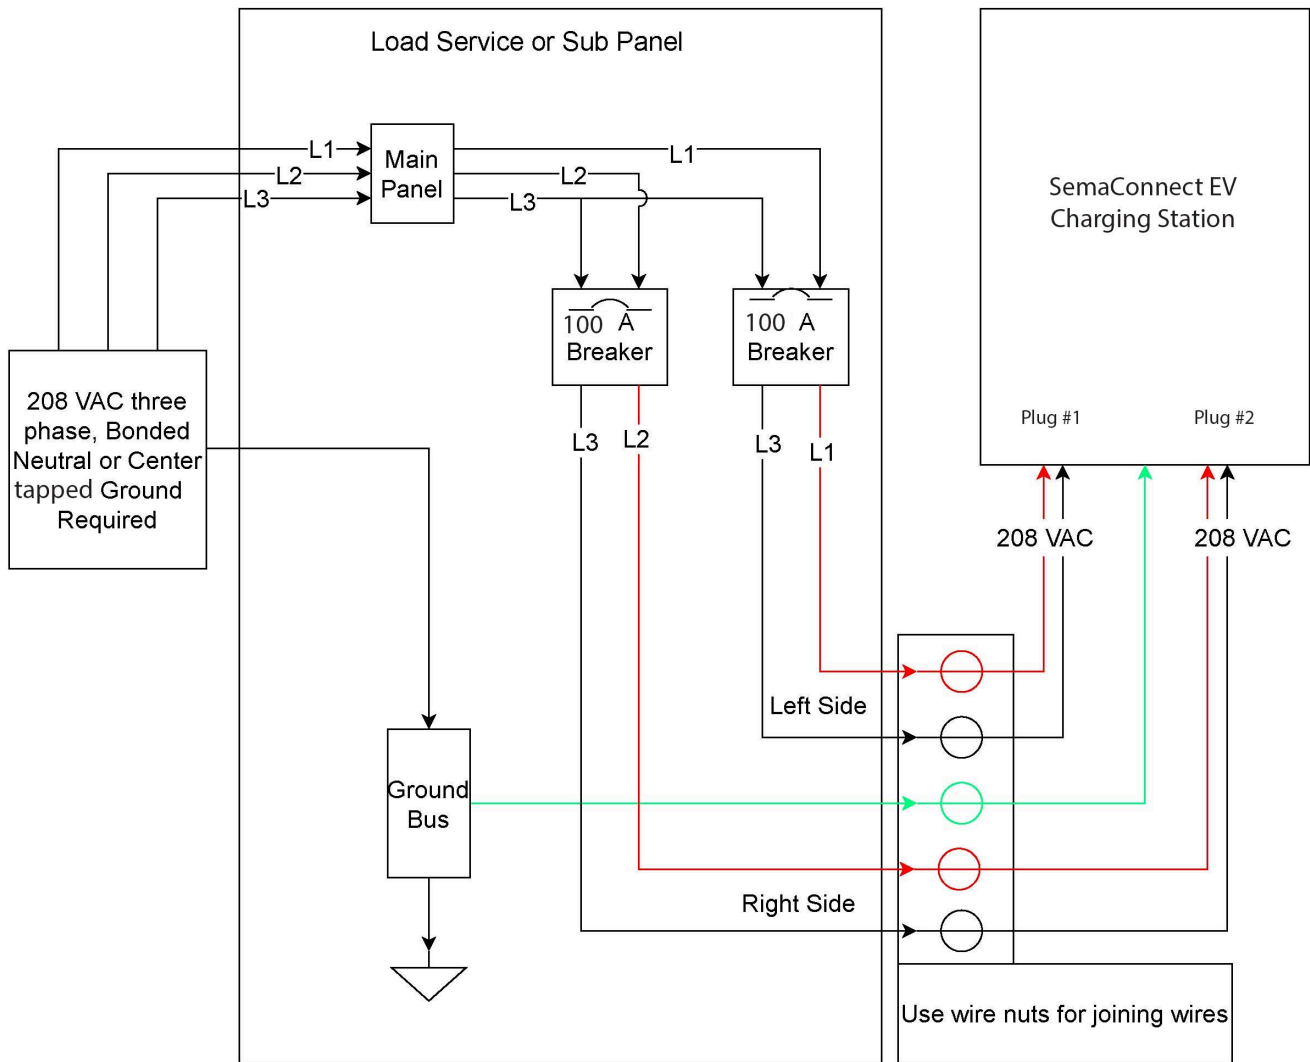 Load Service or Sub Panel
L1
L2
L3
Main
Panel
L1
L2
L3
SemaConnect EV
Charging Station
100 A
Breaker
100 A
Breaker
208 VAC three
phase, Bonded
Neutral or Center
tapped Ground
Required
L3
L2
L3
L1
Plug #1
Plug #2
208 VAC
208 VAC
Left Side
Ground
Bus
Right Side
Use wire nuts for joining wires